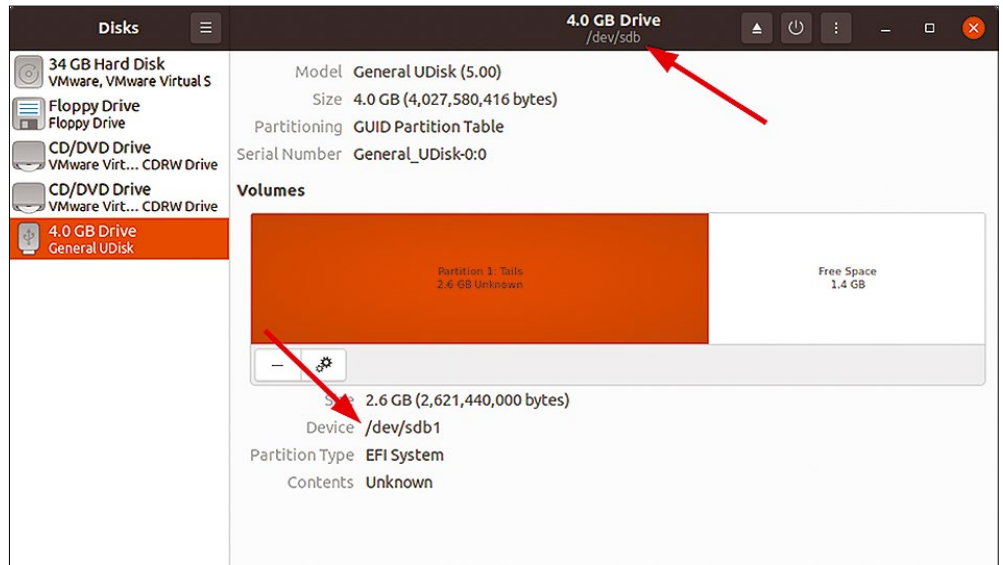 Disks
4.0 GB Drive
/dev/sdb
34 GB Hard Disk
VMware, VMware Virtual S
Floppy Drive
Floppy Drive
CD/DVD Drive
VMware Virt... CDRW Drive
CD/DVD Drive
VMware Virt... CDRW Drive
4.0 GB Drive
General UDisk
Model General UDisk (5.00)
Size 4.0 GB (4,027,580,416 bytes)
Partitioning GUID Partition Table
Serial Number General_UDisk-0:0
Volumes
Partition 1: Tails
2.6 GB Unknown
Free Space
1.4 GB
Size 2.6 GB (2,621,440,000 bytes)
Device /dev/sdb1
Partition Type EFI System
Contents Unknown